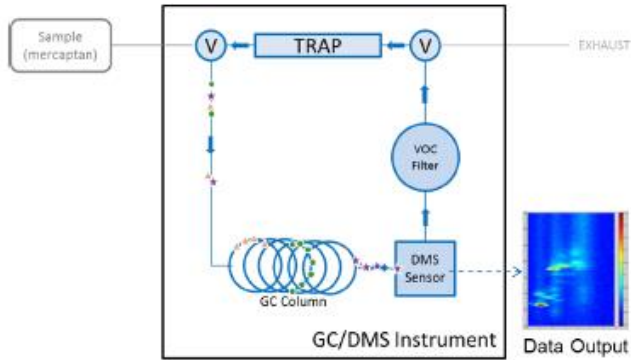 Sample
(mercaptan)
V
TRAP
V
EXHAUST
VOC
Filter
DMS
Sensor
GC Column
GC/DMS Instrument
Data Output